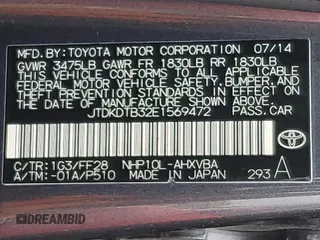 MFD. BY: TOYOTA MOTOR CORPORATION 07/14
GVWR 3475LB GAWR FR 1830LB RR 1830LB
THIS VEHICLE CONFORMS TO ALL APPLICABLE
FEDERAL MOTOR VEHICLE SAFETY, BUMPER, AND
THEFT PREVENTION STANDARDS IN EFFECT ON
THE DATE OF MANUFACTURE SHOWN ABOVE.
JTDKDTB32E1569472 PASS. CAR
C/TR: 1G3/FF28 NHP10L-AHXVBA
A/TM: -01A/P510 MADE IN JAPAN 293 A
TOYOTA
DREAMBID